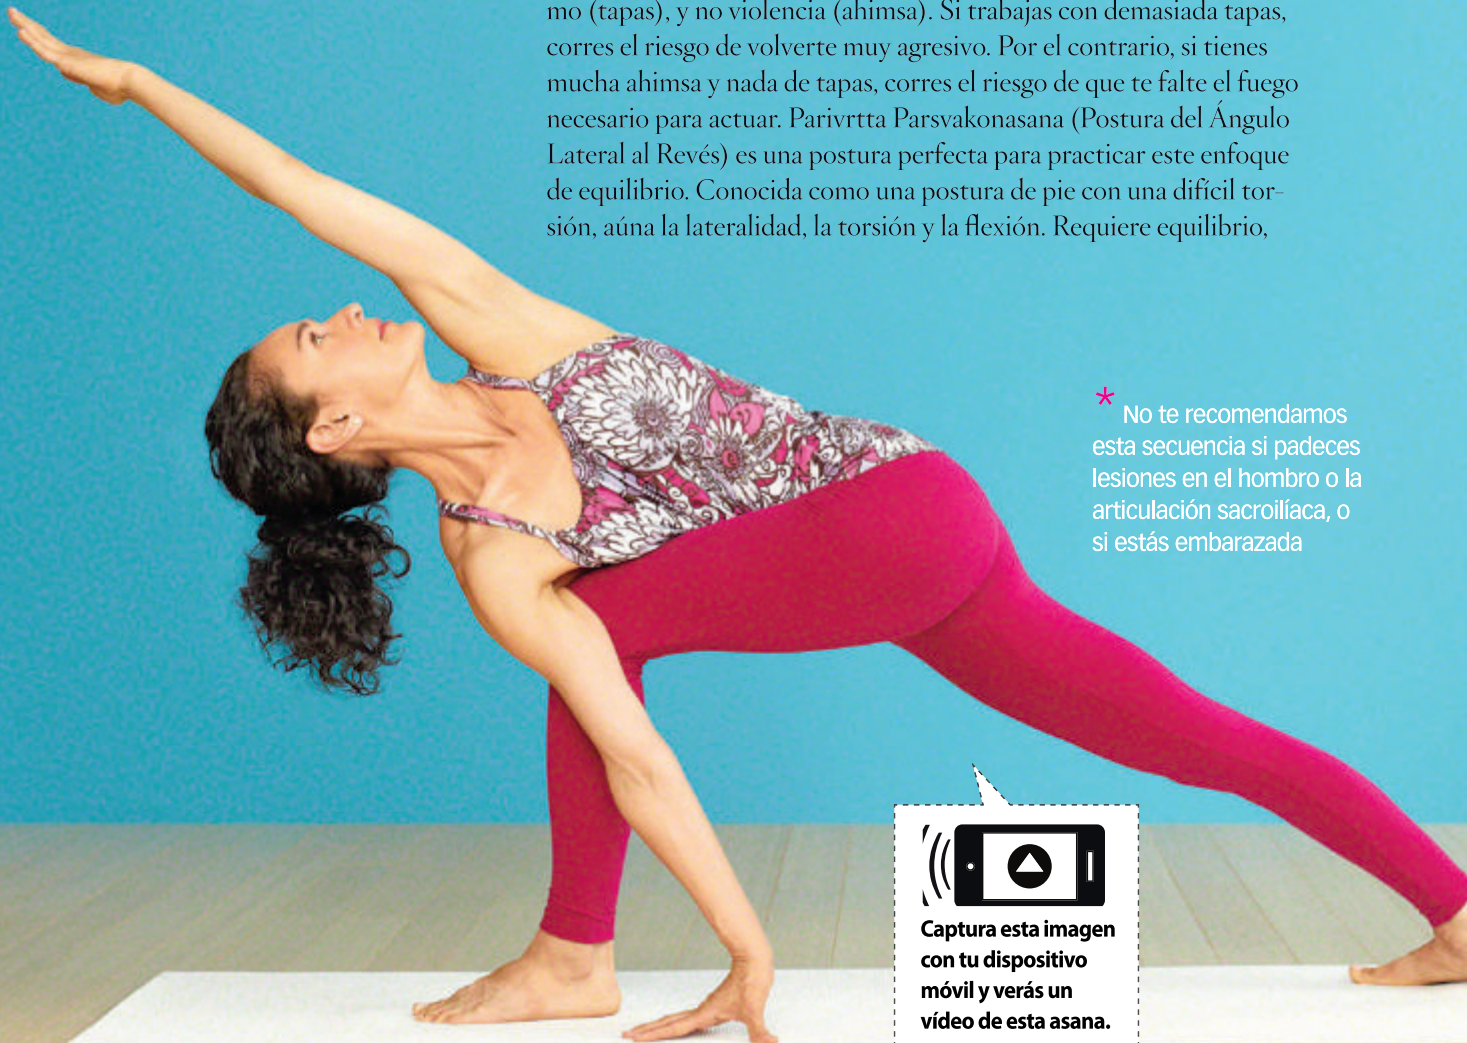 mo (tapas), y no violencia (ahimsa). Si trabajas con demasiada tapas,
corres el riesgo de volverte muy agresivo. Por el contrario, si tienes
mucha ahimsa y nada de tapas, corres el riesgo de que te falte el fuego
necesario para actuar. Parivrtta Parsvakonasana (Postura del Ángulo
Lateral al Revés) es una postura perfecta para practicar este enfoque
de equilibrio. Conocida como una postura de pie con una difícil tor-
sión, aúna la lateralidad, la torsión y la flexión. Requiere equilibrio,
* No te recomendamos
esta secuencia si padeces
lesiones en el hombro o la
articulación sacroilíaca, o
si estás embarazada
Captura esta imagen
con tu dispositivo
móvil y verás un
vídeo de esta asana.